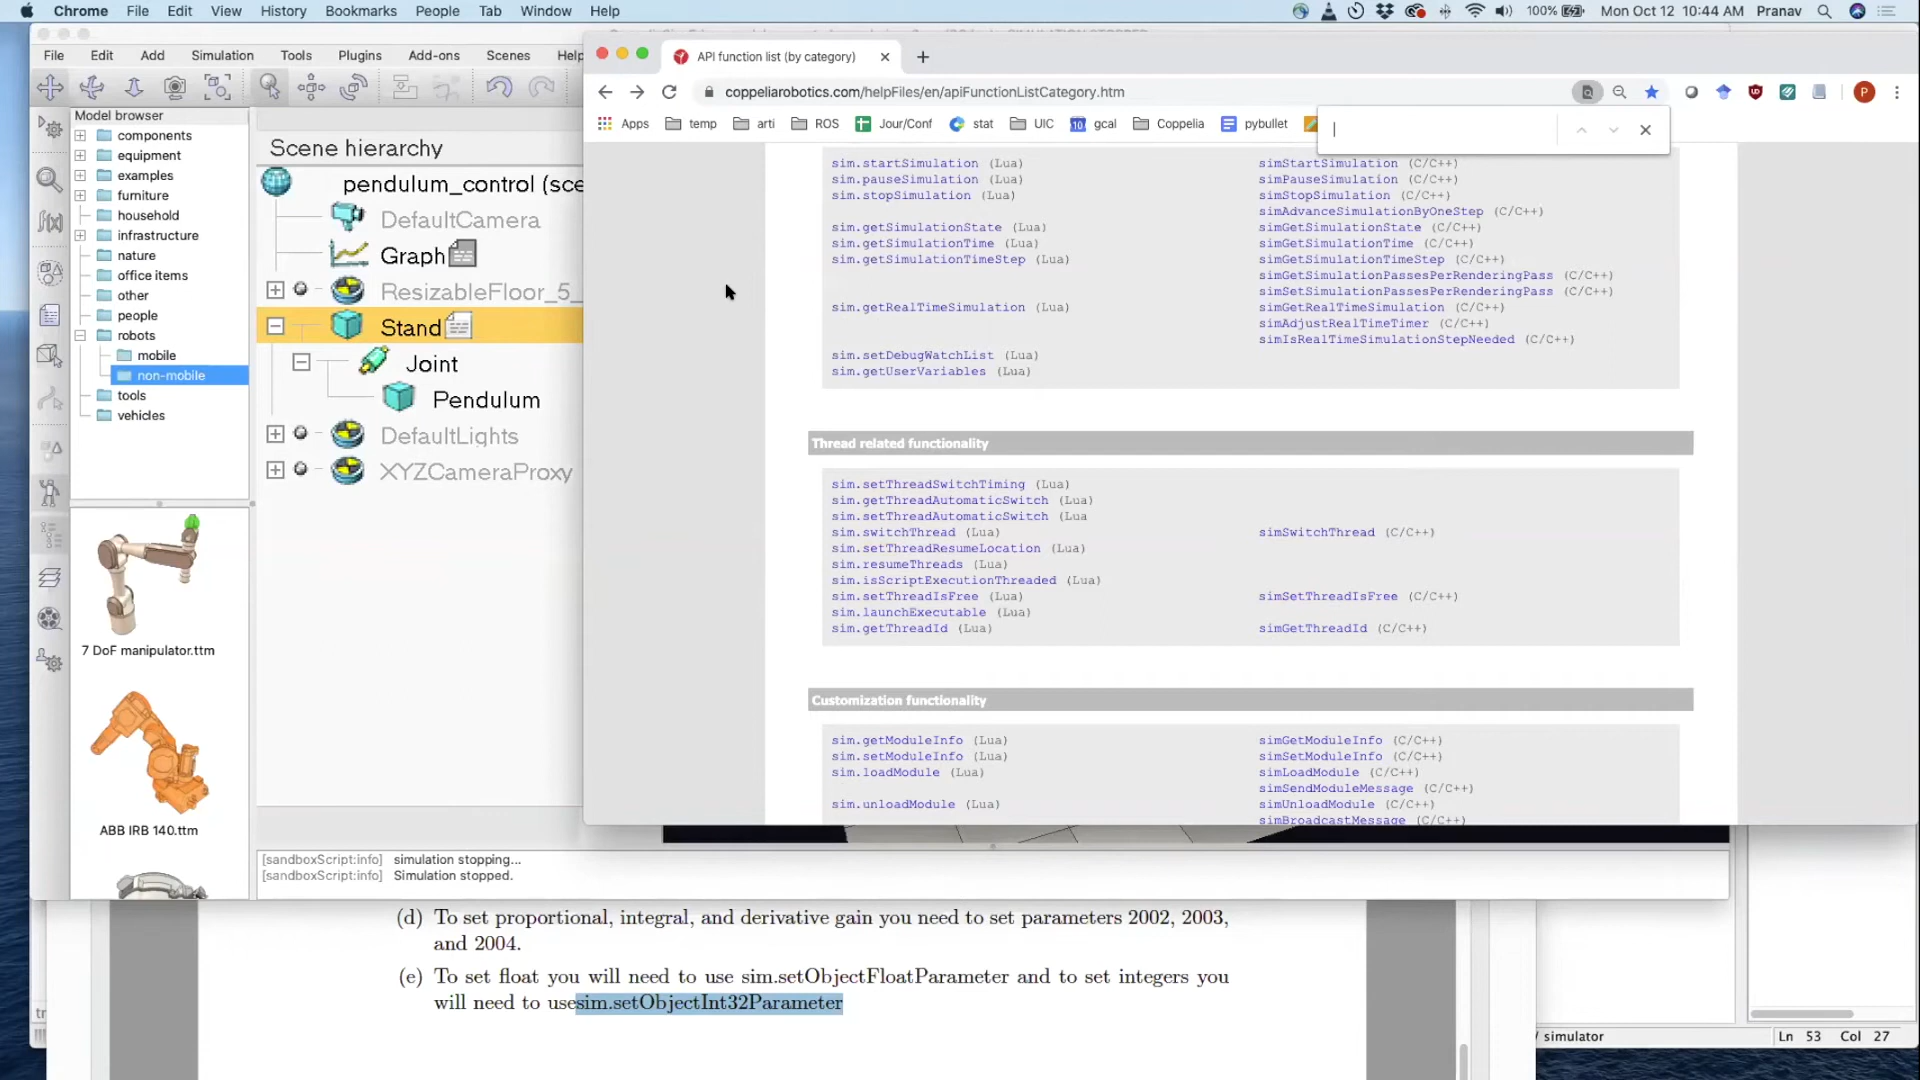 Chrome File Edit View History Bookmarks People Tab Window Help 100% Mon Oct 12 10:44 AM Pranav
File Edit Add Simulation Tools Plugins Add-ons Scenes Help
Model browser
components
equipment
examples
furniture
household
infrastructure
nature
office items
other
people
robots
mobile
non-mobile
tools
vehicles
7 DoF manipulator.ttm
ABB IRB 140.ttm
Scene hierarchy
pendulum_control (sce
DefaultCamera
Graph
ResizableFloor_5_
Stand
Joint
Pendulum
DefaultLights
XYZCameraProxy
API function list (by category)
coppeliarobotics.com/helpFiles/en/apiFunctionListCategory.htm
P
Apps temp arti ROS Jour/Conf stat UIC 10 gcal Coppelia pybullet
sim.startSimulation (Lua) simStartSimulation (C/C++)
sim.pauseSimulation (Lua) simPauseSimulation (C/C++)
sim.stopSimulation (Lua) simStopSimulation (C/C++)
simAdvanceSimulationByOneStep (C/C++)
sim.getSimulationState (Lua) simGetSimulationState (C/C++)
sim.getSimulationTime (Lua) simGetSimulationTime (C/C++)
sim.getSimulationTimeStep (Lua) simGetSimulationTimeStep (C/C++)
simGetSimulationPassesPerRenderingPass (C/C++)
simSetSimulationPassesPerRenderingPass (C/C++)
sim.getRealTimeSimulation (Lua) simGetRealTimeSimulation (C/C++)
simAdjustRealTimeTimer (C/C++)
simIsRealTimeSimulationStepNeeded (C/C++)
sim.setDebugWatchList (Lua)
sim.getUserVariables (Lua)
Thread related functionality
sim.setThreadSwitchTiming (Lua)
sim.getThreadAutomaticSwitch (Lua)
sim.setThreadAutomaticSwitch (Lua
sim.switchThread (Lua) simSwitchThread (C/C++)
sim.setThreadResumeLocation (Lua)
sim.resumeThreads (Lua)
sim.isScriptExecutionThreaded (Lua)
sim.setThreadIsFree (Lua) simSetThreadIsFree (C/C++)
sim.launchExecutable (Lua)
sim.getThreadId (Lua) simGetThreadId (C/C++)
Customization functionality
sim.getModuleInfo (Lua) simGetModuleInfo (C/C++)
sim.setModuleInfo (Lua) simSetModuleInfo (C/C++)
sim.loadModule (Lua) simLoadModule (C/C++)
simSendModuleMessage (C/C++)
sim.unloadModule (Lua) simUnloadModule (C/C++)
simBroadcastMessage (C/C++)
[sandboxScript:info] simulation stopping...
[sandboxScript:info] Simulation stopped.
(d) To set proportional, integral, and derivative gain you need to set parameters 2002, 2003,
and 2004.
(e) To set float you will need to use sim.setObjectFloatParameter and to set integers you
will need to usesim.setObjectInt32Parameter
tr
/ simulator Ln 53 Col 27